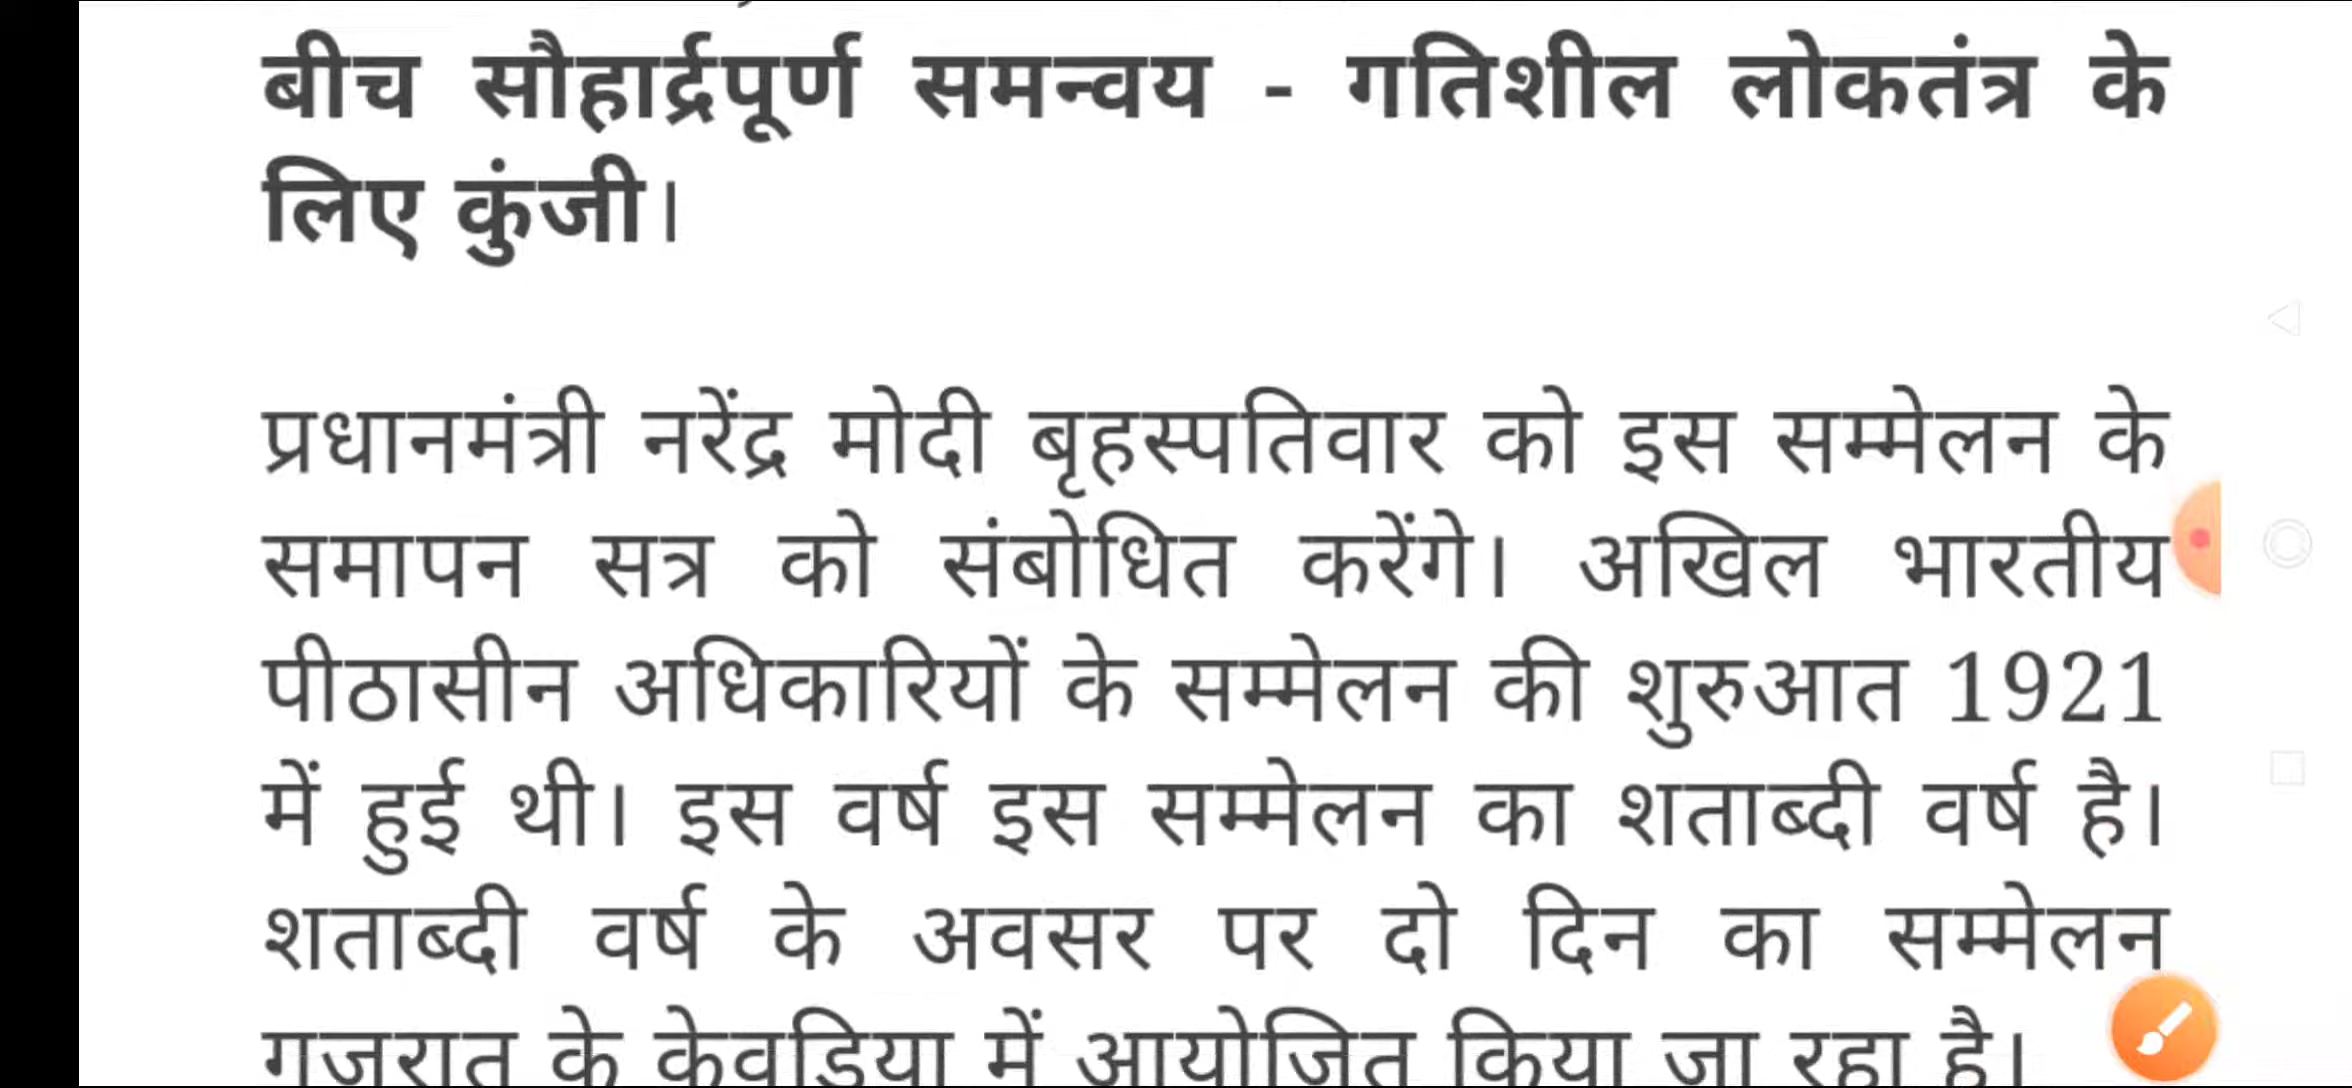 बीच सौहार्द्रपूर्ण समन्वय - गतिशील लोकतंत्र के
लिए कुंजी।
प्रधानमंत्री नरेंद्र मोदी बृहस्पतिवार को इस सम्मेलन के
समापन सत्र को संबोधित करेंगे। अखिल भारतीय
पीठासीन अधिकारियों के सम्मेलन की शुरुआत 1921
में हुई थी। इस वर्ष इस सम्मेलन का शताब्दी वर्ष है।
शताब्दी वर्ष के अवसर पर दो दिन का सम्मेलन
गुजरात के केवड़िया में आयोजित किया जा रहा है।